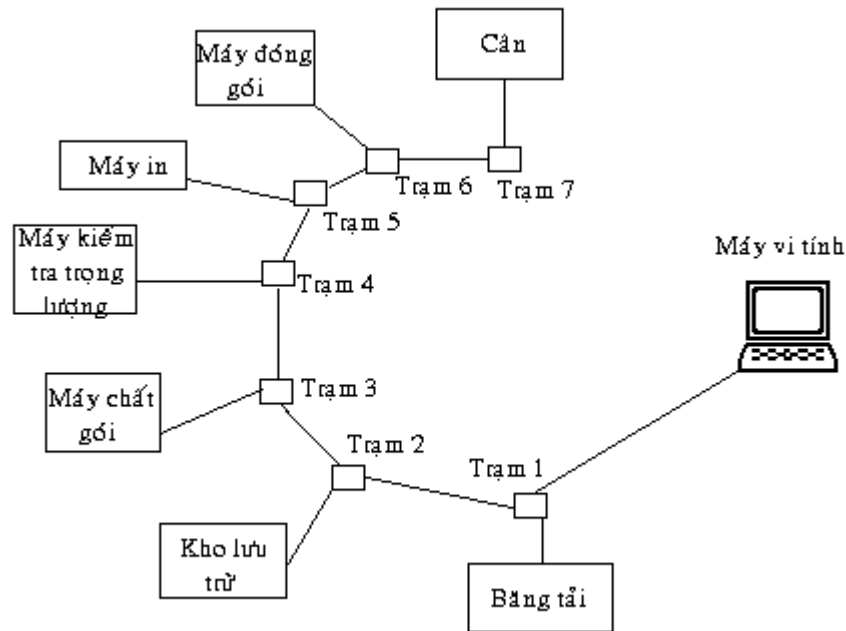 Máy đóng
gói
Cân
Máy in
Trạm 6
Trạm 7
Trạm 5
Máy kiểm
tra trọng
lượng
Trạm 4
Máy vi tính
Máy chất
gói
Trạm 3
Trạm 2
Trạm 1
Kho lưu
trử
Băng tải